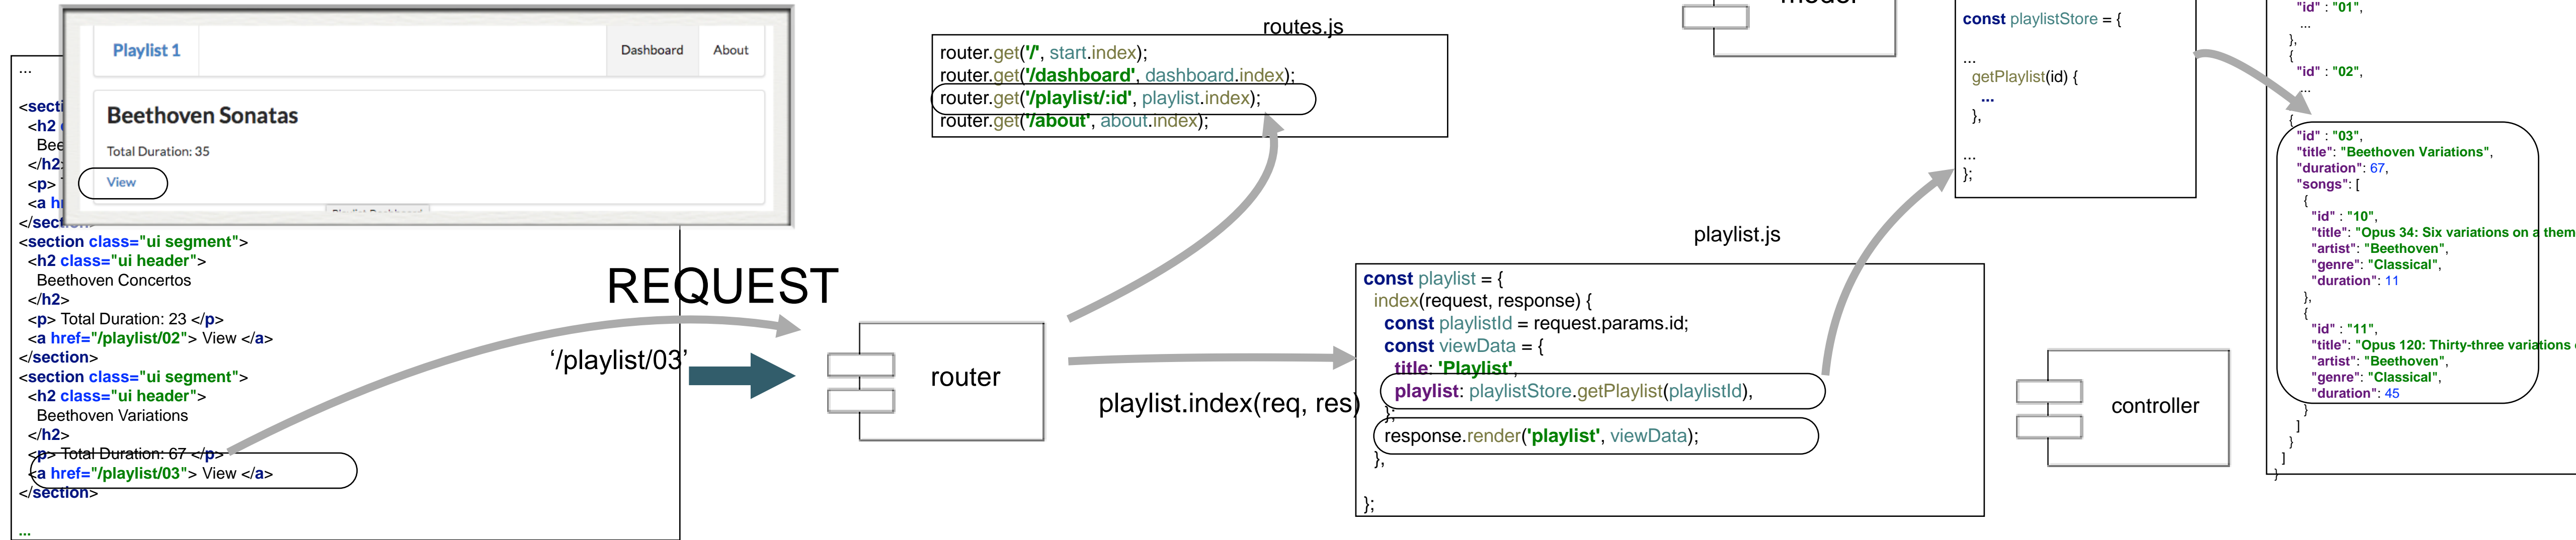 Playlist 1
Dashboard
About
Beethoven Sonatas
Total Duration: 35
View
...
<secti
<h2
Bee
</h2>
<p>
<a h
</sect
<section class="ui segment">
<h2 class="ui header">
Beethoven Concertos
</h2>
<p> Total Duration: 23 </p>
<a href="/playlist/02"> View </a>
</section>
<section class="ui segment">
<h2 class="ui header">
Beethoven Variations
</h2>
<p> Total Duration: 67 </p>
<a href="/playlist/03"> View </a>
</section>
...
REQUEST
‘/playlist/03’
router
routes.js
router.get('/', start.index);
router.get('/dashboard', dashboard.index);
router.get('/playlist/:id', playlist.index);
router.get('/about', about.index);
playlist.index(req, res)
playlist.js
const playlist = {
index(request, response) {
const playlistId = request.params.id;
const viewData = {
title: 'Playlist',
playlist: playlistStore.getPlaylist(playlistId),
};
response.render('playlist', viewData);
},
};
model
const playlistStore = {
...
getPlaylist(id) {
...
},
...
};
controller
"id" : "01",
...
},
{
"id" : "02",
...
{
"id" : "03",
"title": "Beethoven Variations",
"duration": 67,
"songs": [
{
"id" : "10",
"title": "Opus 34: Six variations on a them
"artist": "Beethoven",
"genre": "Classical",
"duration": 11
},
{
"id" : "11",
"title": "Opus 120: Thirty-three variations
"artist": "Beethoven",
"genre": "Classical",
"duration": 45
}
]
}
]
}